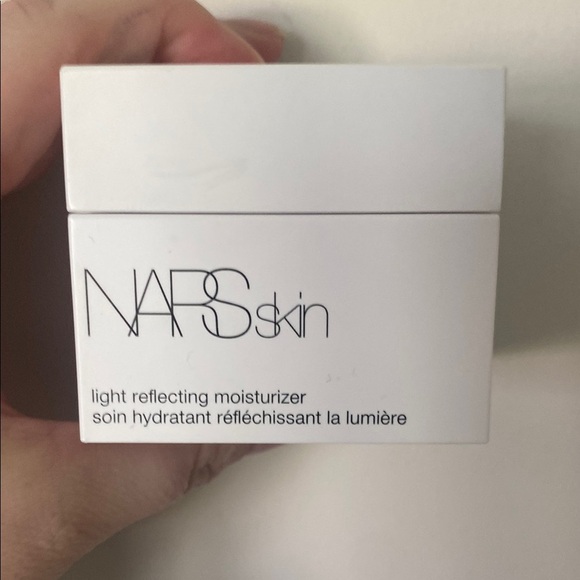 NARSskin
light reflecting moisturizer
soin hydratant réfléchissant la lumière